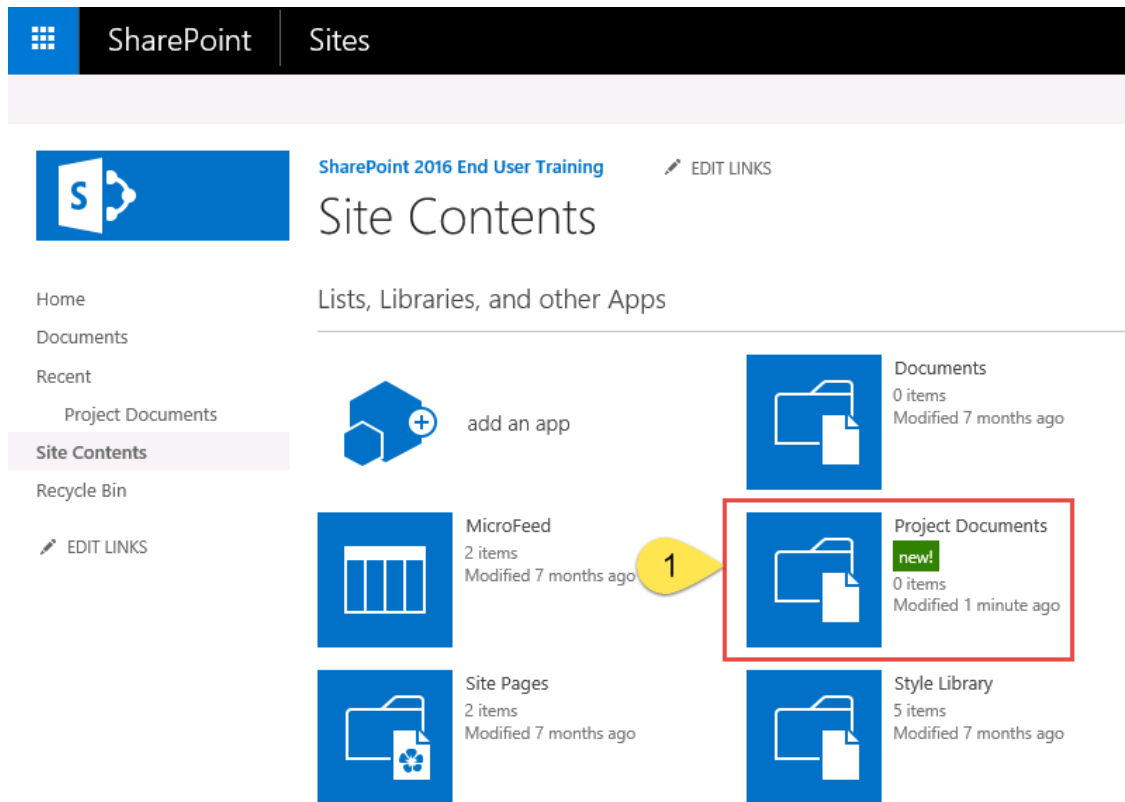 SharePoint Sites
S
SharePoint 2016 End User Training EDIT LINKS
Site Contents
Home
Documents
Recent
Project Documents
Site Contents
Recycle Bin
EDIT LINKS
Lists, Libraries, and other Apps
add an app
Documents
0 items
Modified 7 months ago
MicroFeed
2 items
Modified 7 months ago
1
Project Documents
new!
0 items
Modified 1 minute ago
Site Pages
2 items
Modified 7 months ago
Style Library
5 items
Modified 7 months ago